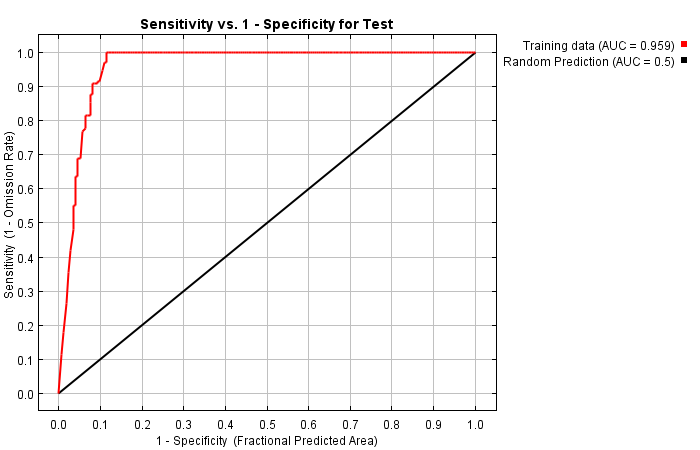 Sensitivity vs. 1 - Specificity for Test
Training data (AUC = 0.959)
Random Prediction (AUC = 0.5)
Sensitivity (1 - Omission Rate)
1.0
0.9
0.8
0.7
0.6
0.5
0.4
0.3
0.2
0.1
0.0
0.0 0.1 0.2 0.3 0.4 0.5 0.6 0.7 0.8 0.9 1.0
1 - Specificity (Fractional Predicted Area)